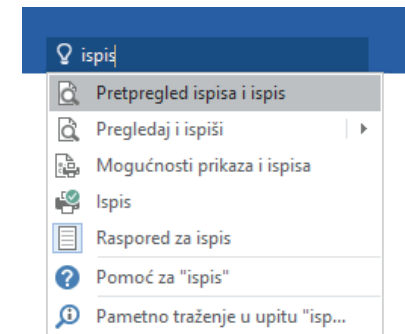 ispis
Pretpregled ispisa i ispis
Pregledaj i ispiši
Mogućnosti prikaza i ispisa
Ispis
Raspored za ispis
Pomoć za "ispis"
Pametno traženje u upitu "isp...